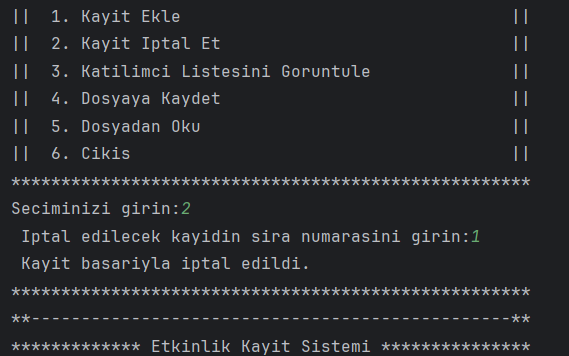 ||  1. Kayit Ekle                                 ||
||  2. Kayit Iptal Et                             ||
||  3. Katilimci Listesini Goruntule              ||
||  4. Dosyaya Kaydet                             ||
||  5. Dosyadan Oku                               ||
||  6. Cikis                                      ||
****************************************************
Seciminizi girin:2
 Iptal edilecek kayidin sira numarasini girin:1
 Kayit basariyla iptal edildi.
****************************************************
**------------------------------------------------**
************* Etkinlik Kayit Sistemi ***************